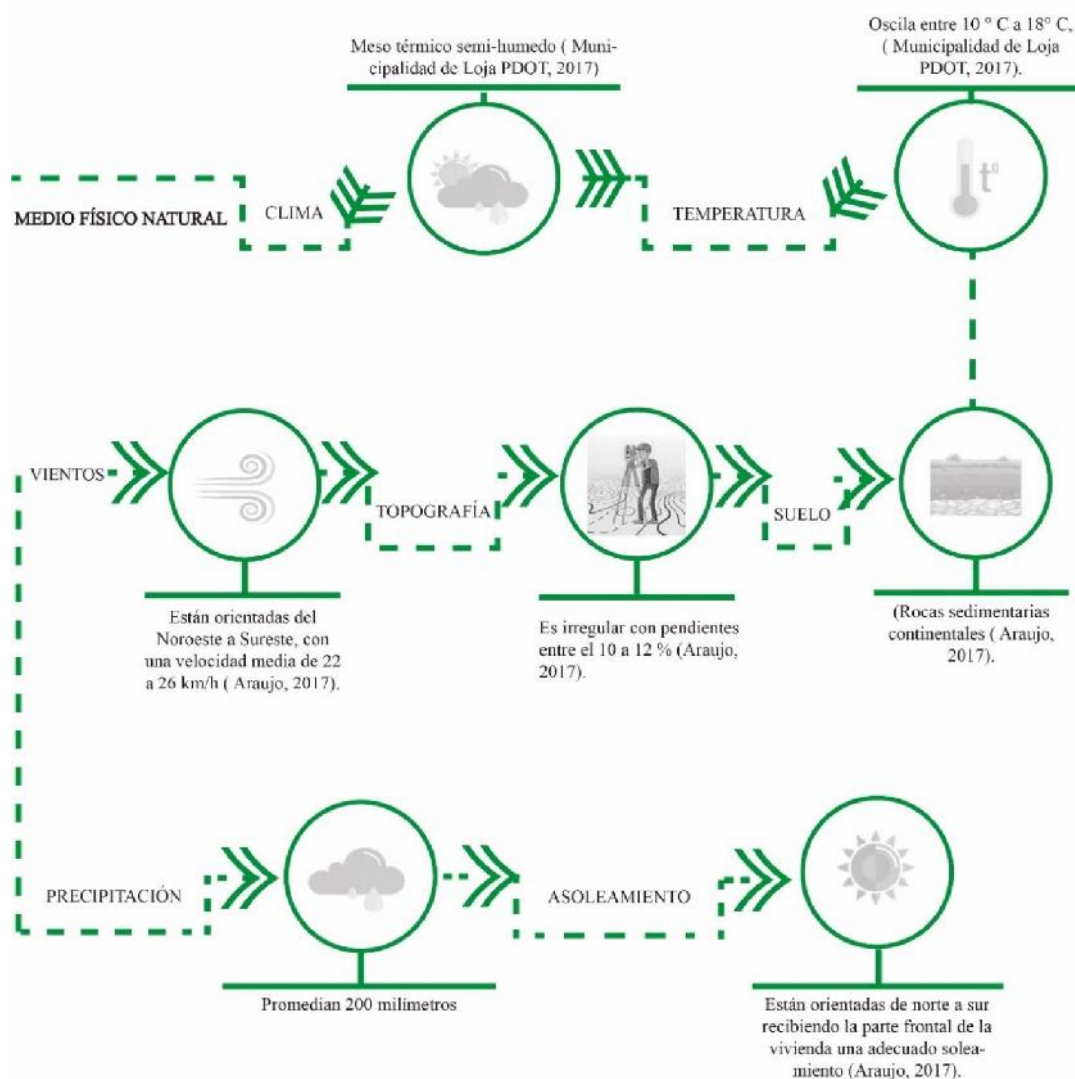 Meso térmico semi-humedo ( Muni-
cipalidad de Loja PDOT, 2017)
Oscila entre 10 ° C a 18° C,
( Municipalidad de Loja
PDOT, 2017).
MEDIO FÍSICO NATURAL
CLIMA
TEMPERATURA
t°
VIENTOS
TOPOGRAFÍA
SUELO
Están orientadas del
Noroeste a Sureste, con
una velocidad media de 22
a 26 km/h ( Araujo, 2017).
Es irregular con pendientes
entre el 10 a 12 % (Araujo,
2017).
(Rocas sedimentarias
continentales ( Araujo,
2017).
PRECIPITACIÓN
ASOLEAMIENTO
Promedian 200 milímetros
Están orientadas de norte a sur
recibiendo la parte frontal de la
vivienda una adecuado solea-
miento (Araujo, 2017).